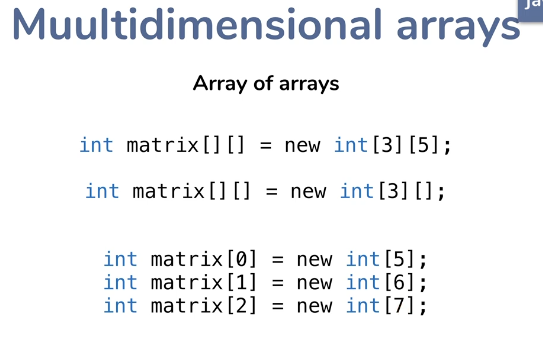 Muultidimensional arrays
Array of arrays
int matrix[][] = new int[3][5];
int matrix[][] = new int[3][];
int matrix[0] = new int[5];
int matrix[1] = new int[6];
int matrix[2] = new int[7];